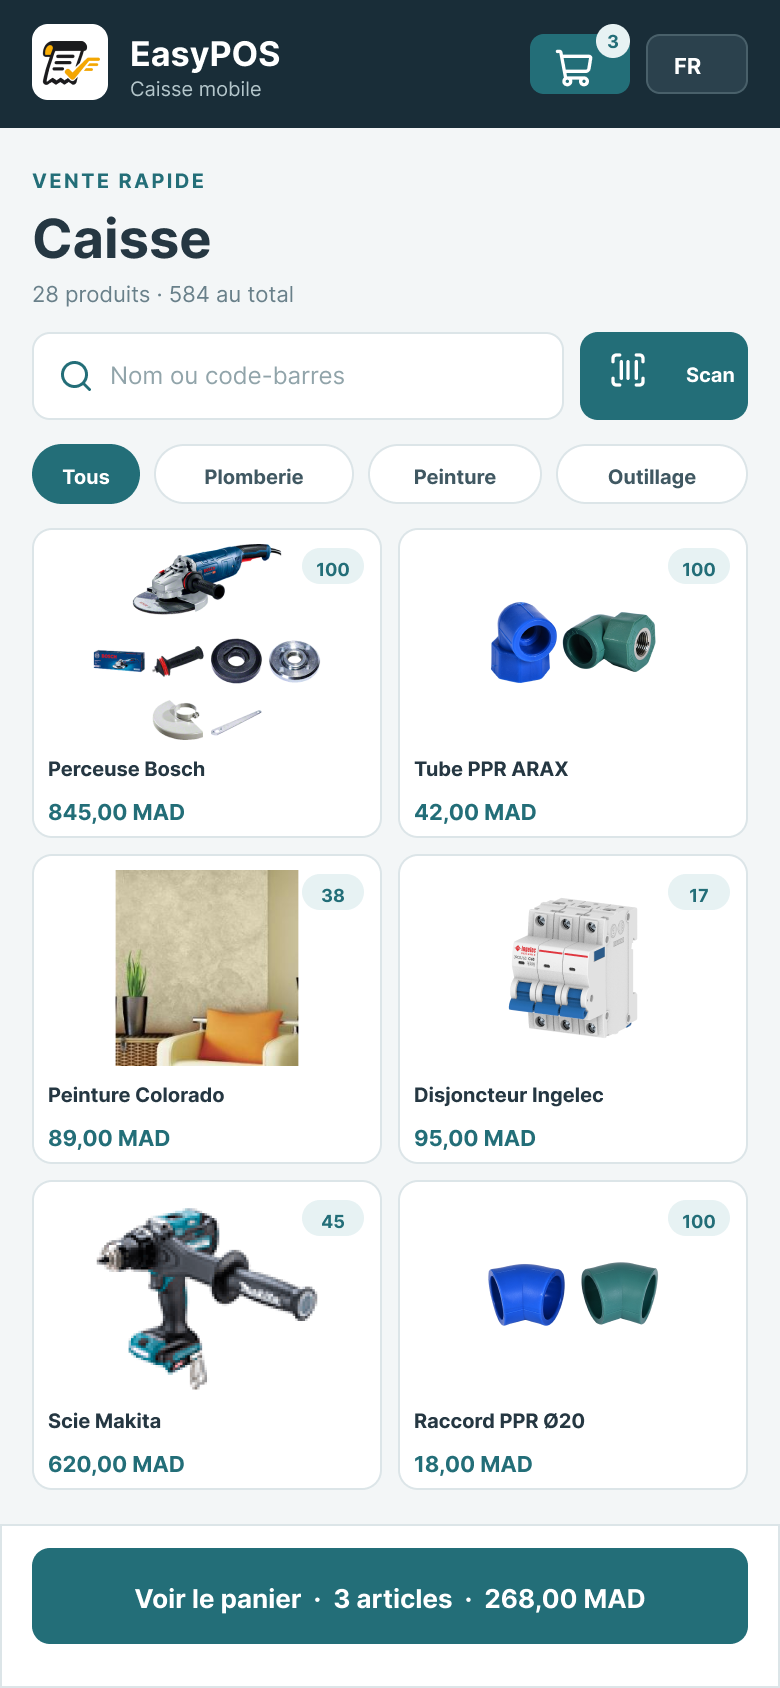 EasyPOS
Caisse mobile
3
FR
VENTE RAPIDE
Caisse
28 produits · 584 au total
Nom ou code-barres
Scan
Tous
Plomberie
Peinture
Outillage
100
Perceuse Bosch
845,00 MAD
100
Tube PPR ARAX
42,00 MAD
38
Peinture Colorado
89,00 MAD
17
Disjoncteur Ingelec
95,00 MAD
45
makita
Scie Makita
620,00 MAD
100
Raccord PPR Ø20
18,00 MAD
Voir le panier · 3 articles · 268,00 MAD